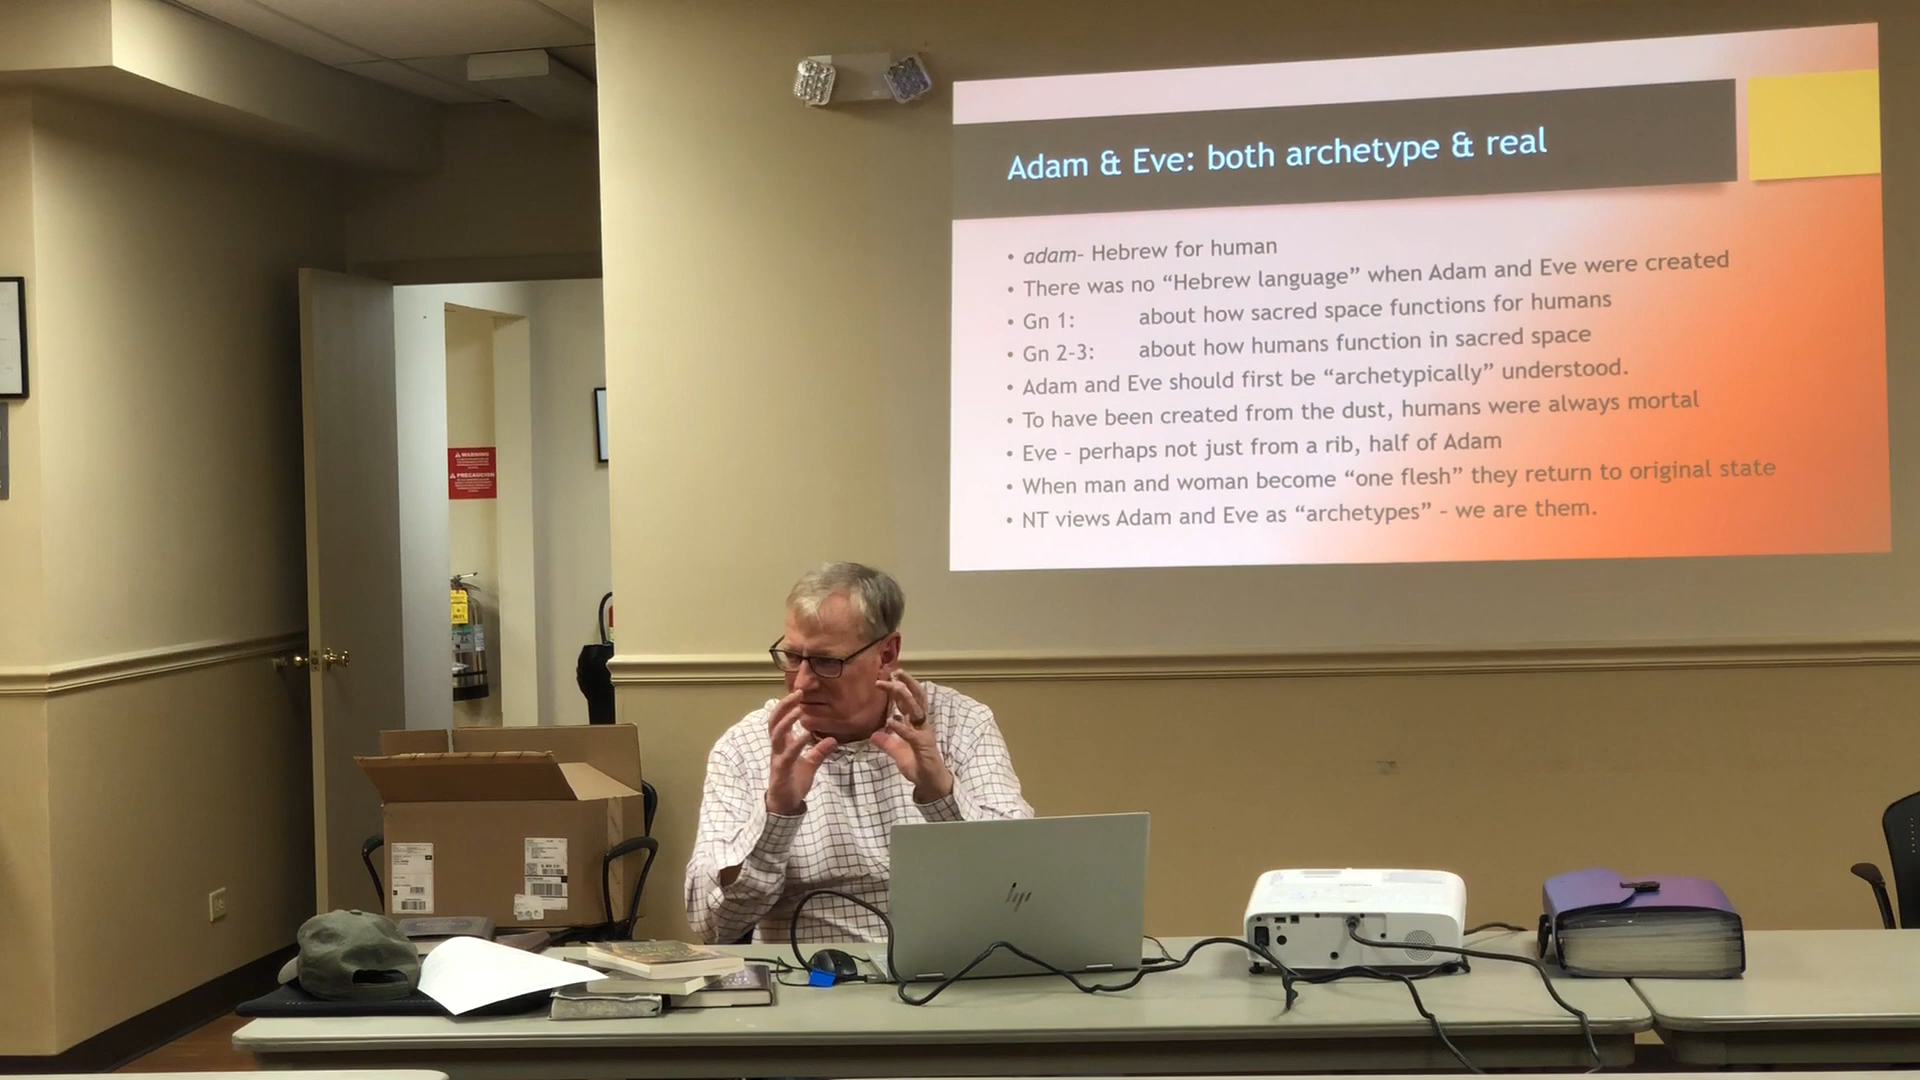 Adam & Eve: both archetype & real
• adam- Hebrew for human
• There was no “Hebrew language” when Adam and Eve were created
• Gn 1: about how sacred space functions for humans
• Gn 2-3: about how humans function in sacred space
• Adam and Eve should first be “archetypically” understood.
• To have been created from the dust, humans were always mortal
• Eve - perhaps not just from a rib, half of Adam
• When man and woman become “one flesh” they return to original state
• NT views Adam and Eve as “archetypes” - we are them.
WARNING
PRECAUCION
hp